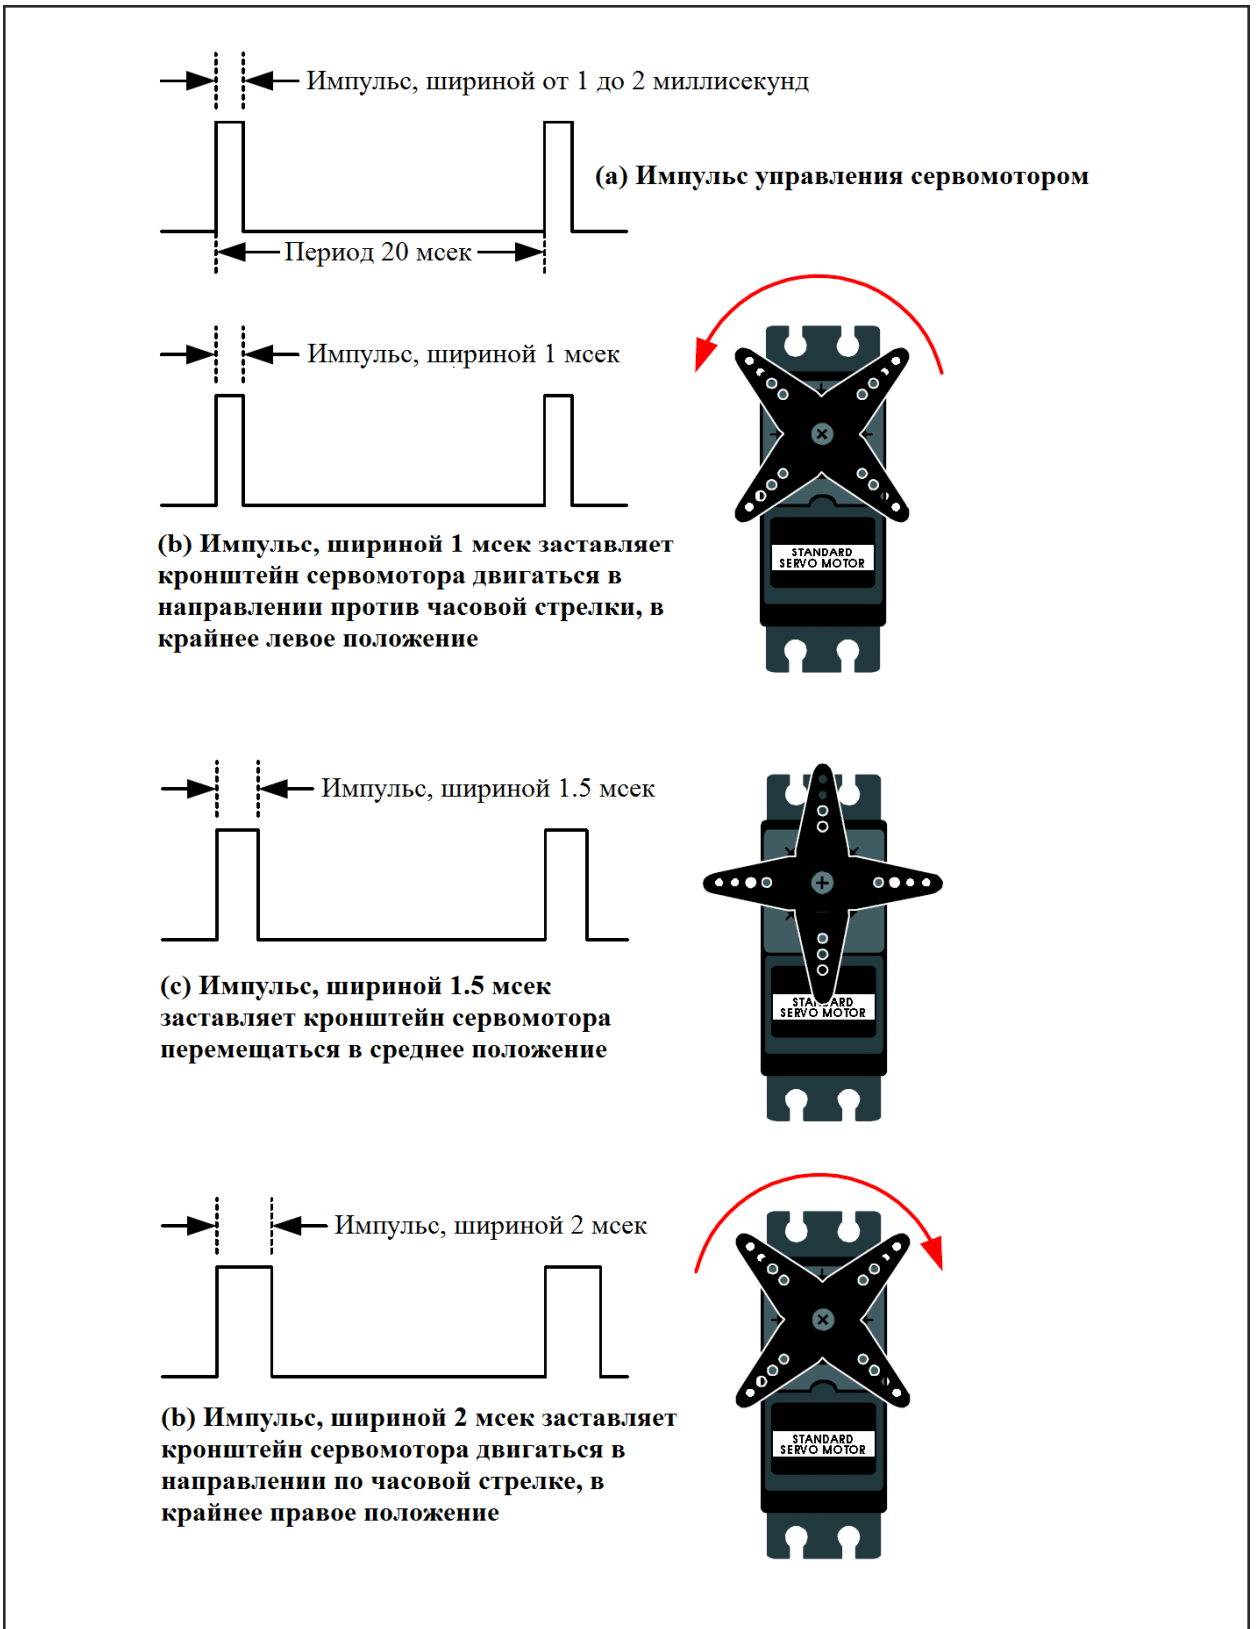 Импульс, шириной от 1 до 2 миллисекунд
(a) Импульс управления сервомотором
Период 20 мсек
Импульс, шириной 1 мсек
(b) Импульс, шириной 1 мсек заставляет
кронштейн сервомотора двигаться в
направлении против часовой стрелки, в
крайнее левое положение
STANDARD
SERVO MOTOR
Импульс, шириной 1.5 мсек
(c) Импульс, шириной 1.5 мсек
заставляет кронштейн сервомотора
перемещаться в среднее положение
STANDARD
SERVO MOTOR
Импульс, шириной 2 мсек
(b) Импульс, шириной 2 мсек заставляет
кронштейн сервомотора двигаться в
направлении по часовой стрелке, в
крайнее правое положение
STANDARD
SERVO MOTOR